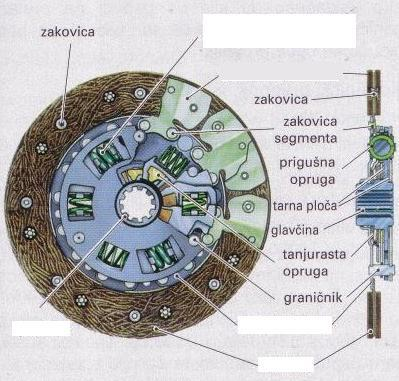 zakovica
zakovica
zakovica
segmenta
prigušna
opruga
tarna ploča
glavčina
tanjurasta
opruga
graničnik